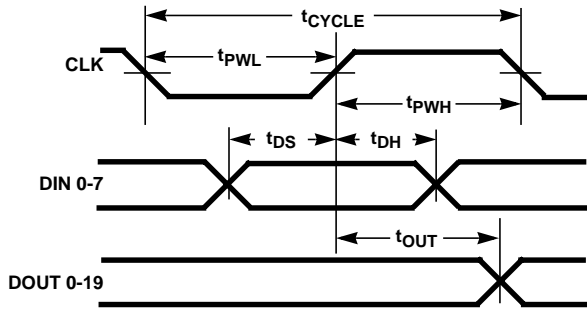 tCYCLE
CLK
tPWL
tPWH
tDS
tDH
DIN 0-7
tOUT
DOUT 0-19